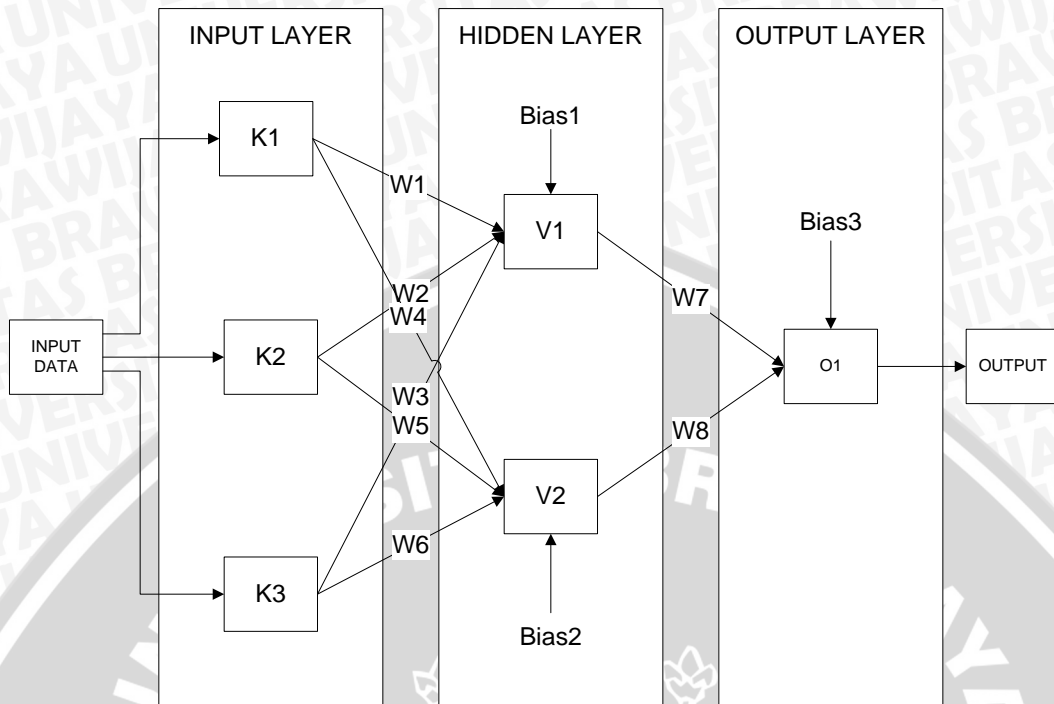 INPUT LAYER
HIDDEN LAYER
OUTPUT LAYER
K1
Bias1
W1
V1
Bias3
W2
W4
W7
INPUT
DATA
K2
O1
OUTPUT
W3
W5
W8
V2
W6
K3
Bias2